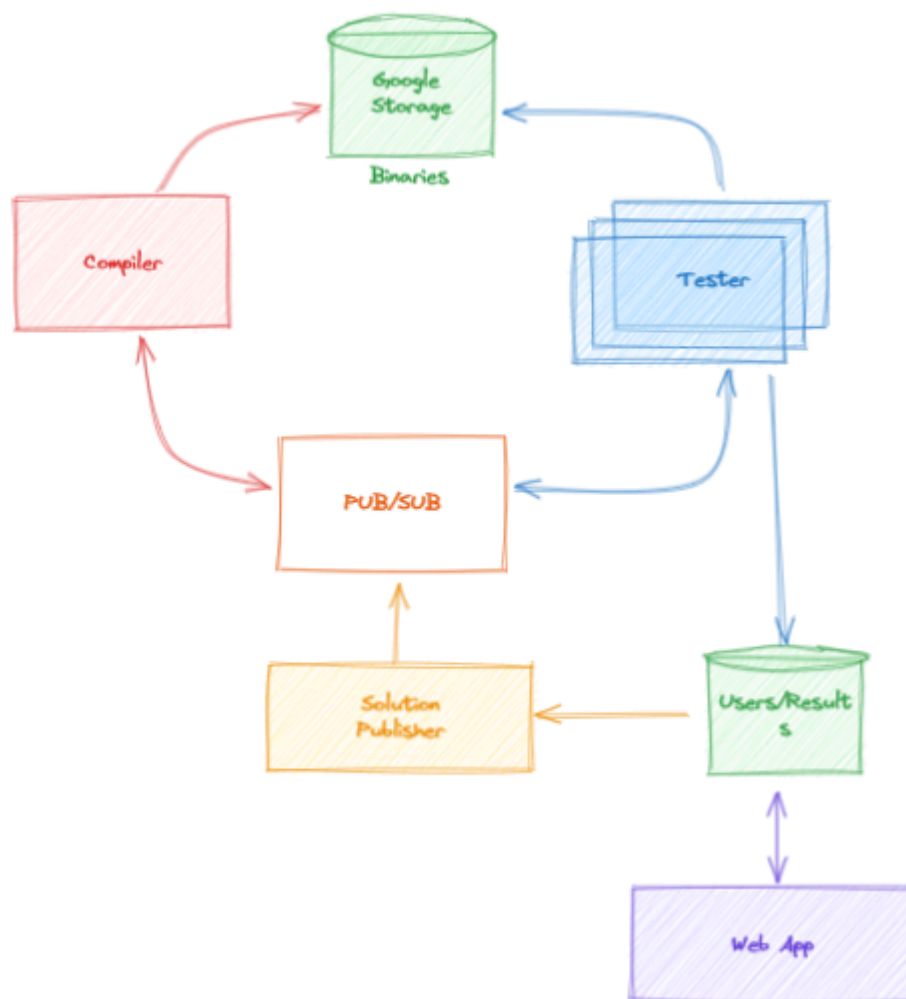 Google
Storage
Binaries
Compiler
Tester
PUB/SUB
Solution
Publisher
Users/Result
s
Web App